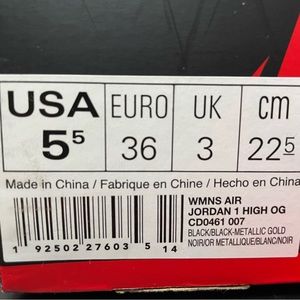 USA EURO UK cm
5⁵ 36 3 22⁵
Made in China / Fabrique en Chine / Hecho en China
WMNS AIR
JORDAN 1 HIGH OG
CD0461 007
BLACK/BLACK-METALLIC GOLD
NOIR/OR METALLIQUE/BLANC/NOIR
1 92502 27603 5 14